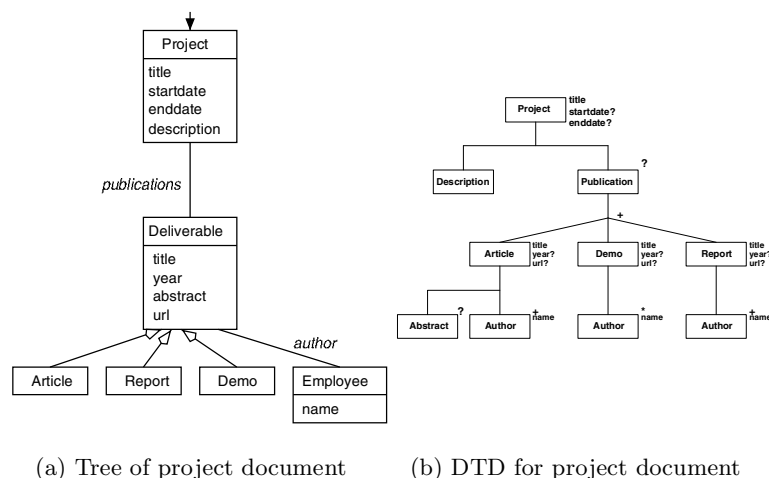 Project
title
startdate
enddate
description
publications
Deliverable
title
year
abstract
url
author
Article
Report
Demo
Employee
name
(a) Tree of project document
Project
title
startdate?
enddate?
Description
Publication
?
+
Article
title
year?
url?
Demo
title
year?
url?
Report
title
year?
url?
Abstract
?
Author
+
name
Author
*
name
Author
+
name
(b) DTD for project document